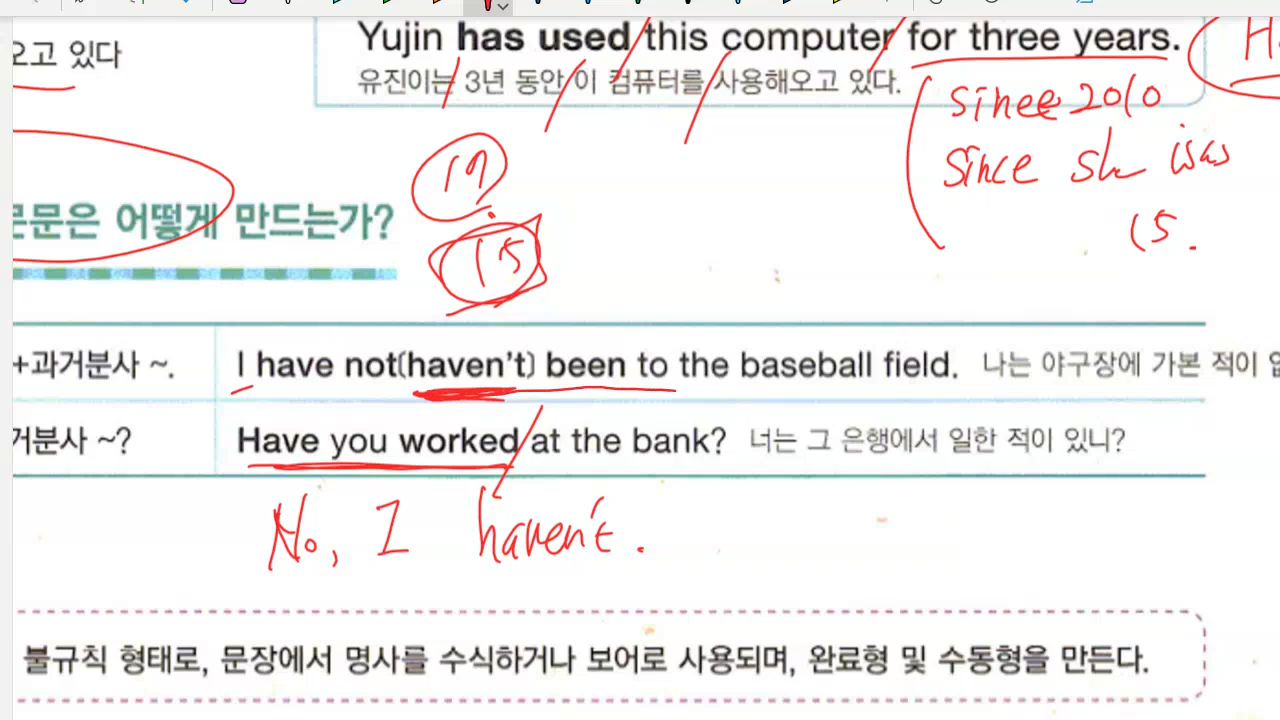 Yujin has used this computer for three years.
오고 있다
유진이는 3년 동안 이 컴퓨터를 사용해오고 있다.
since 2010
since she was
15.
19
15
문문은 어떻게 만드는가?
+과거분사 ~. I have not(haven't) been to the baseball field. 나는 야구장에 가본 적이
거분사 ~? Have you worked at the bank? 너는 그 은행에서 일한 적이 있니?
No, I haven't.
불규칙 형태로, 문장에서 명사를 수식하거나 보어로 사용되며, 완료형 및 수동형을 만든다.